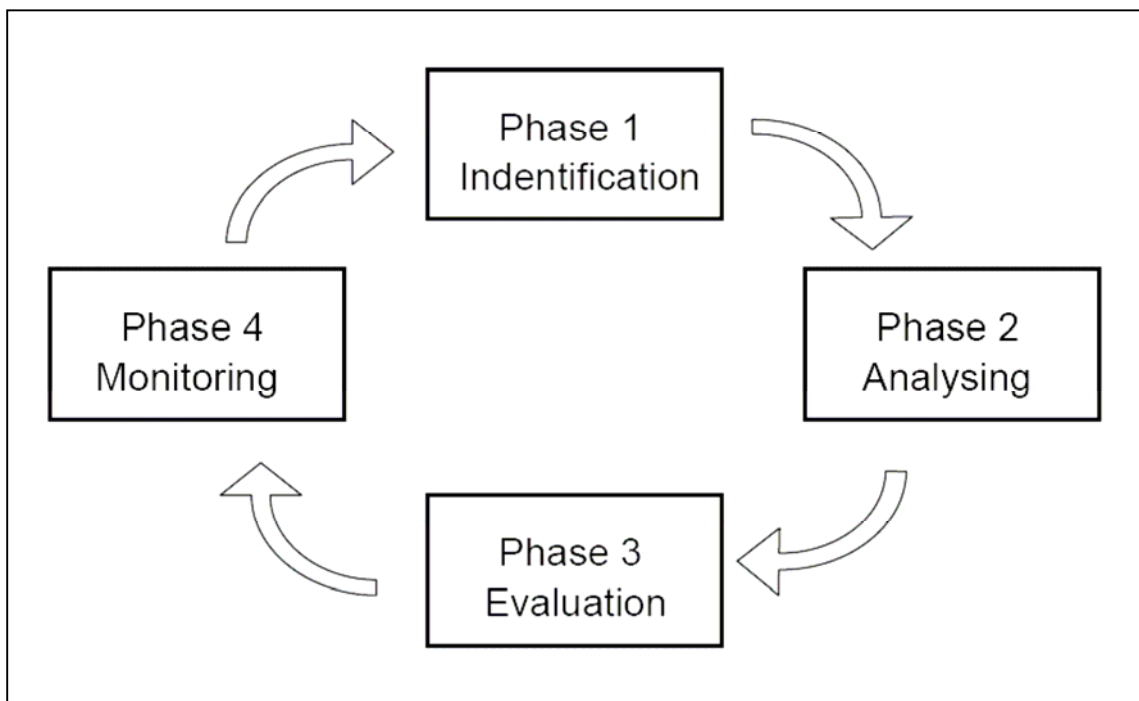 Phase 1
Indentification
Phase 2
Analysing
Phase 3
Evaluation
Phase 4
Monitoring